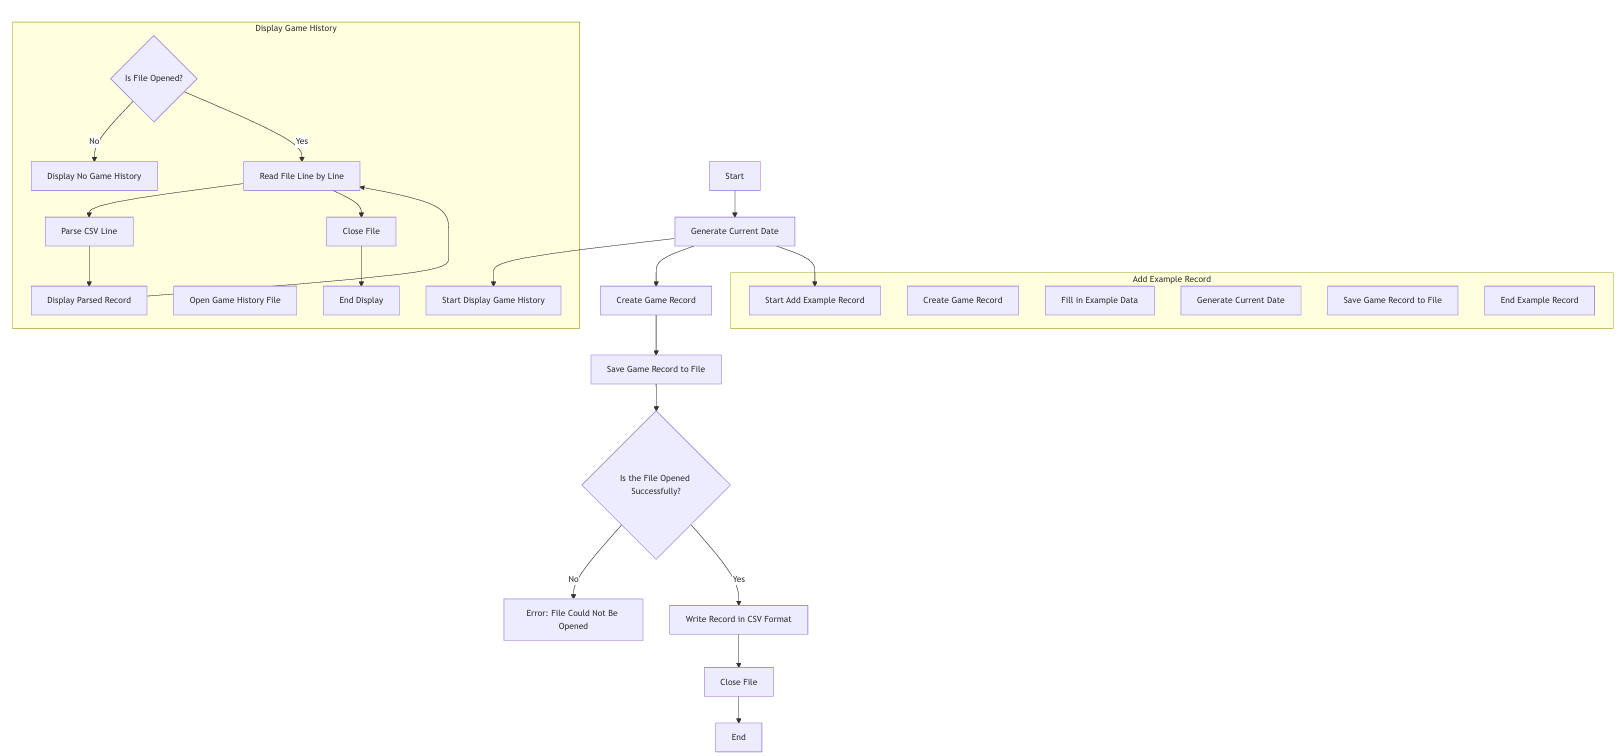 Display Game History
Is File Opened?
No
Yes
Display No Game History
Read File Line by Line
Start
Parse CSV Line
Close File
Generate Current Date
Add Example Record
Display Parsed Record
Open Game History File
End Display
Start Display Game History
Create Game Record
Start Add Example Record
Create Game Record
Fill in Example Data
Generate Current Date
Save Game Record to File
End Example Record
Save Game Record to File
Is the File Opened
Successfully?
No
Yes
Error: File Could Not Be
Opened
Write Record in CSV Format
Close File
End